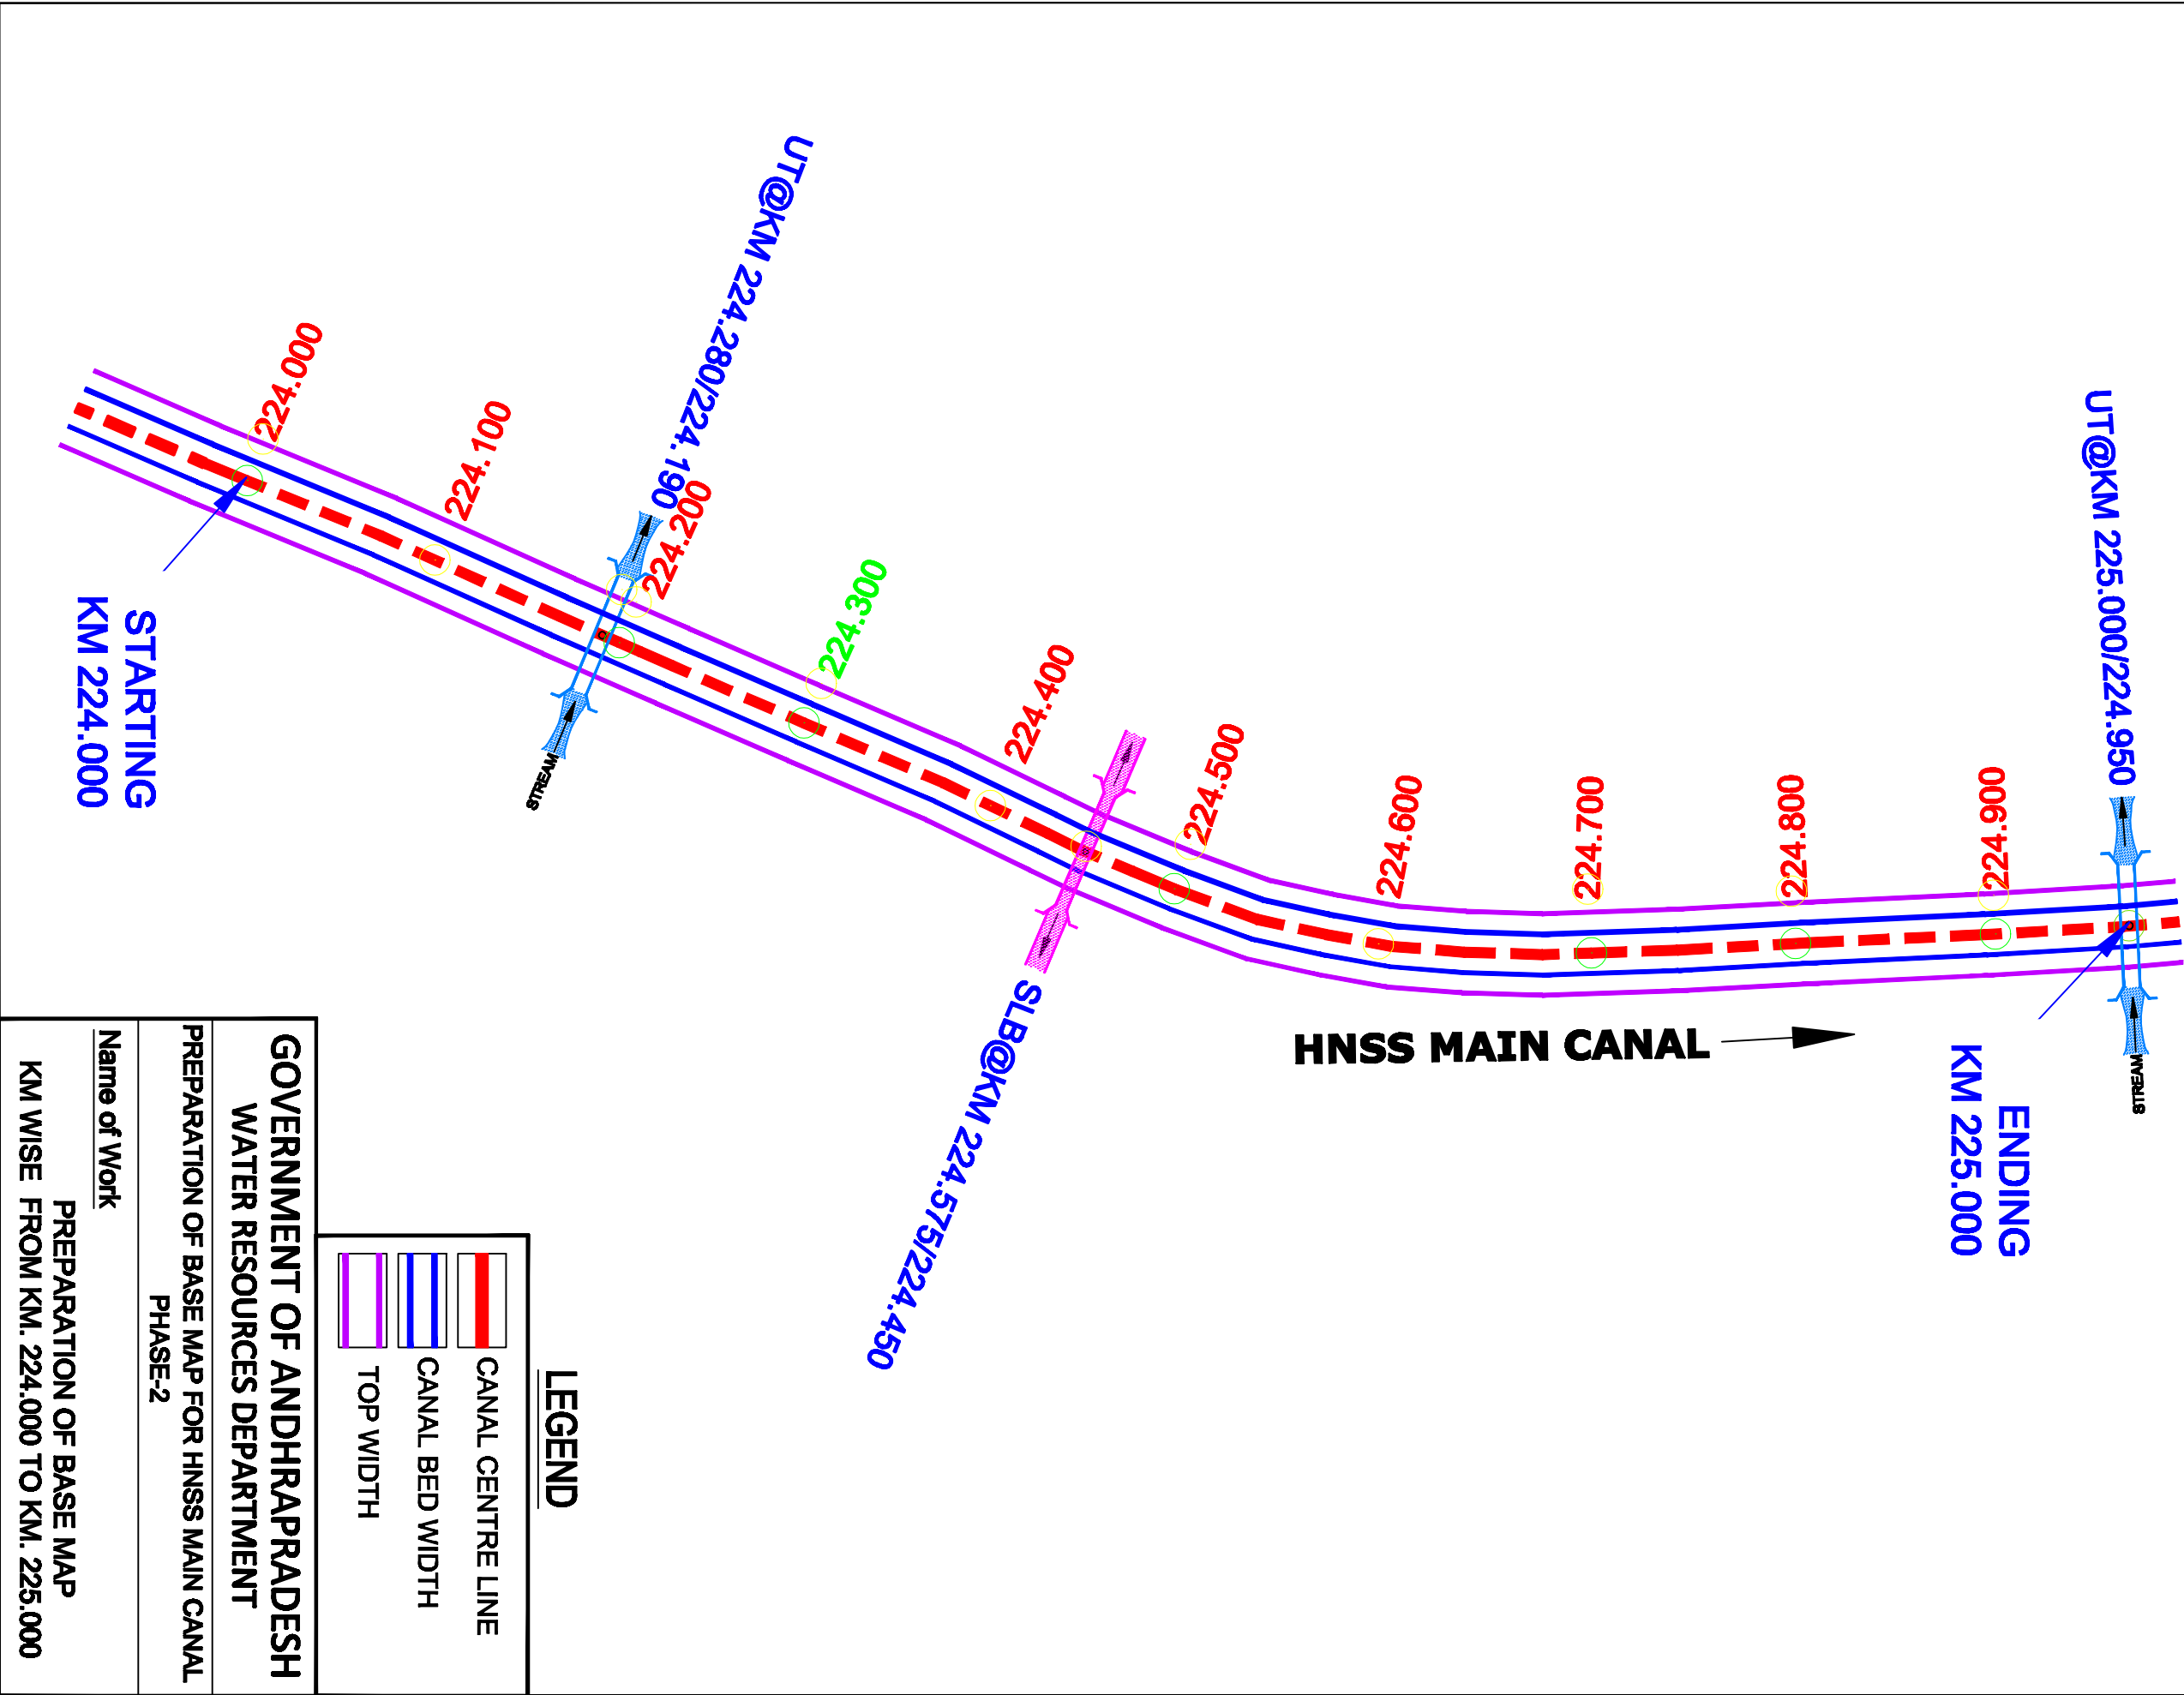 UT@KM 224.280/224.190
UT@KM 225.000/224.950
224.000
224.100
224.200
224.300
224.400
224.500
224.600
224.700
224.800
224.900
STREAM
STREAM
STARTING
KM 224.000
SLB@KM 224.575/224.450
HNSS MAIN CANAL
ENDING
KM 225.000
LEGEND
CANAL CENTRE LINE
CANAL BED WIDTH
TOP WIDTH
GOVERNMENT OF ANDHRAPRADESH
WATER RESOURCES DEPARTMENT
PREPARATION OF BASE MAP FOR HNSS MAIN CANAL
PHASE-2
Name of Work
PREPARATION OF BASE MAP
KM WISE FROM KM. 224.000 TO KM. 225.000